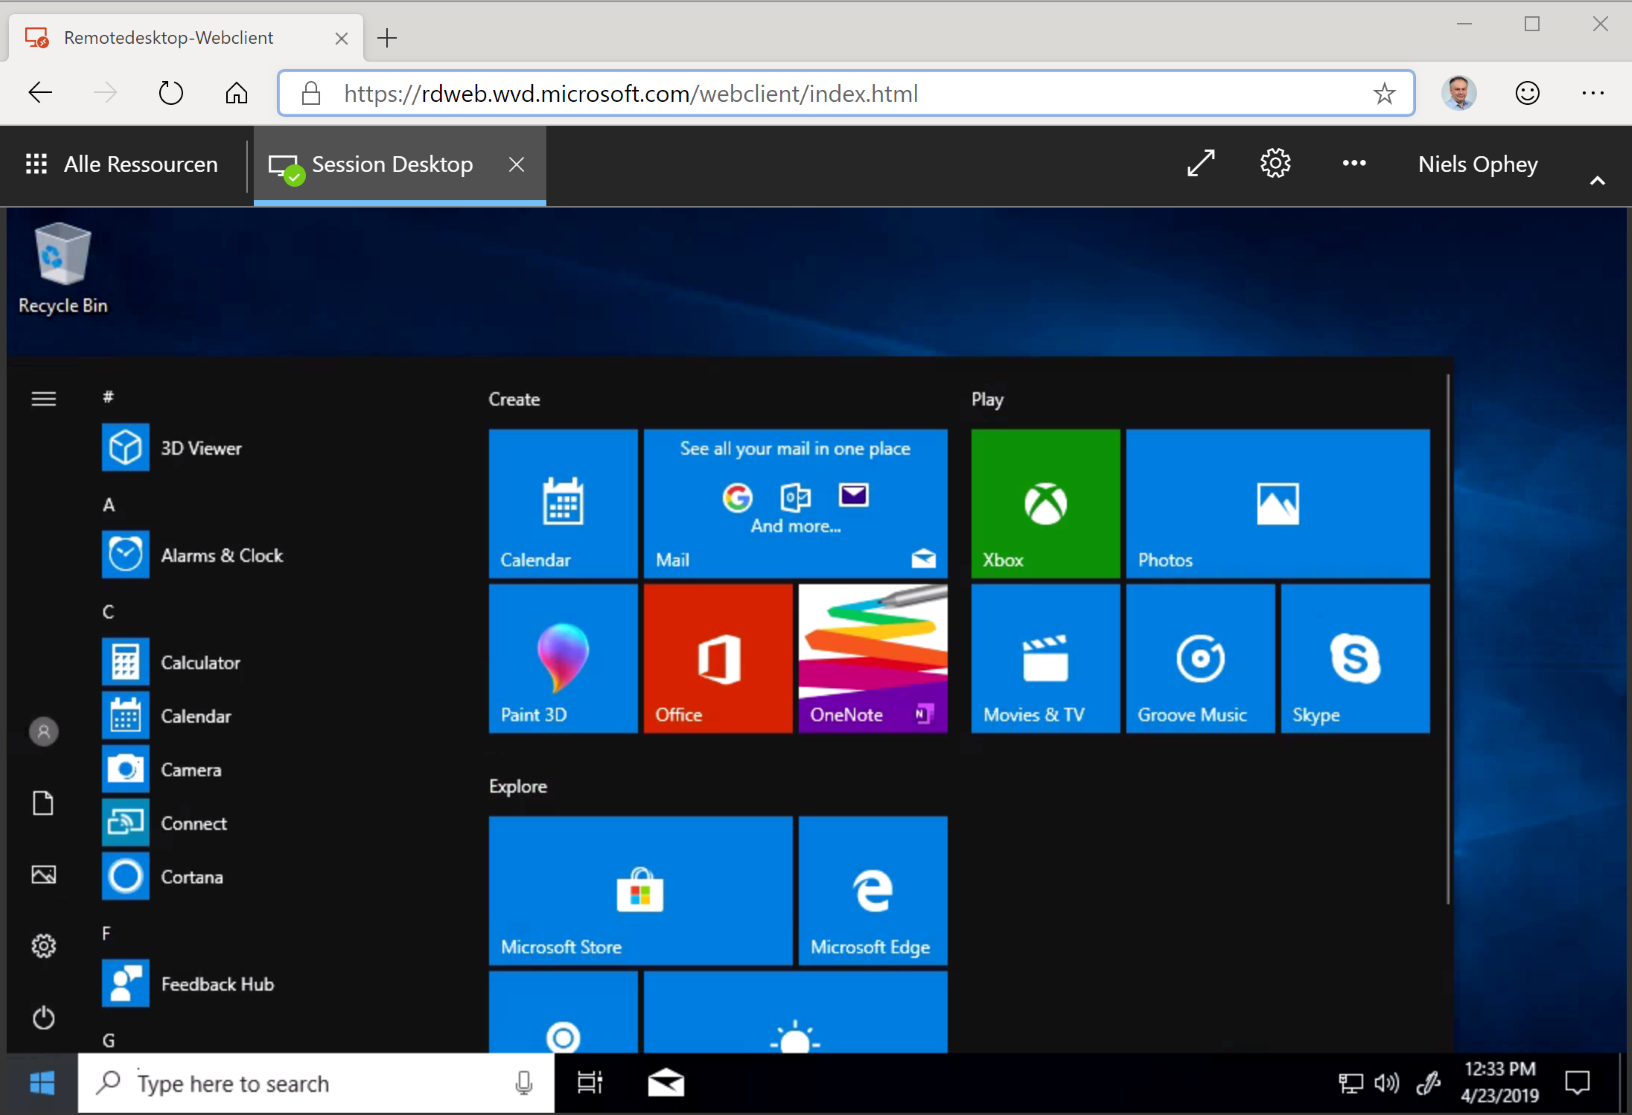 Remotedesktop-Webclient
https://rdweb.wvd.microsoft.com/webclient/index.html
Alle Ressourcen
Session Desktop
Niels Ophey
Recycle Bin
#
3D Viewer
A
Alarms & Clock
C
Calculator
Calendar
Camera
Connect
Cortana
F
Feedback Hub
G
Create
Calendar
See all your mail in one place
And more...
Mail
Paint 3D
Office
OneNote
Play
Xbox
Photos
Movies & TV
Groove Music
Skype
Explore
Microsoft Store
Microsoft Edge
Type here to search
12:33 PM
4/23/2019